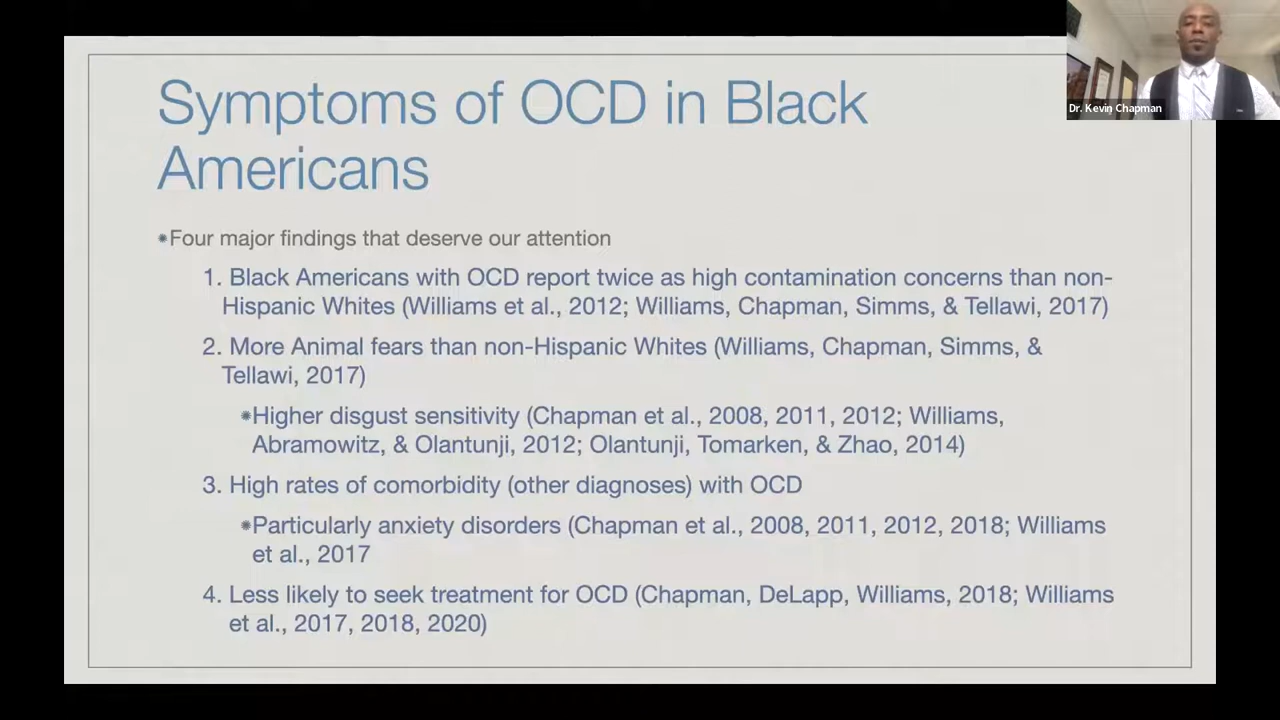 Symptoms of OCD in Black
Americans
Dr. Kevin Chapman
*Four major findings that deserve our attention
1. Black Americans with OCD report twice as high contamination concerns than non-
Hispanic Whites (Williams et al., 2012; Williams, Chapman, Simms, & Tellawi, 2017)
2. More Animal fears than non-Hispanic Whites (Williams, Chapman, Simms, &
Tellawi, 2017)
*Higher disgust sensitivity (Chapman et al., 2008, 2011, 2012; Williams,
Abramowitz, & Olantunji, 2012; Olantunji, Tomarken, & Zhao, 2014)
3. High rates of comorbidity (other diagnoses) with OCD
*Particularly anxiety disorders (Chapman et al., 2008, 2011, 2012, 2018; Williams
et al., 2017
4. Less likely to seek treatment for OCD (Chapman, DeLapp, Williams, 2018; Williams
et al., 2017, 2018, 2020)